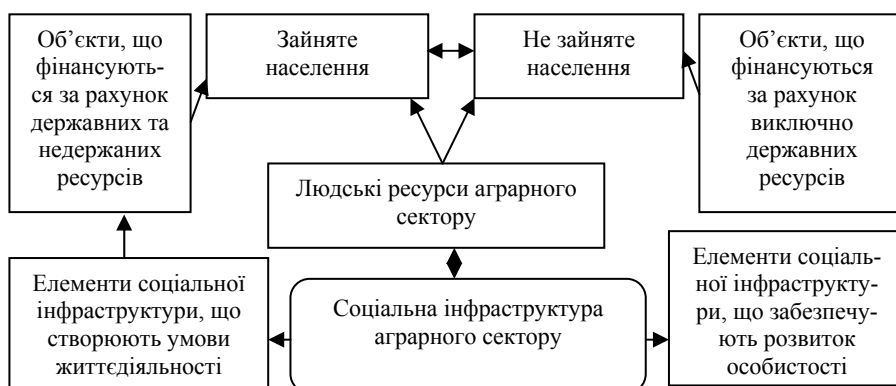 Об’єкти, що
фінансують-
ся за рахунок
державних та
недержаних
ресурсів
Зайняте
населення
Не зайняте
населення
Об’єкти, що
фінансуються
за рахунок
виключно
державних
ресурсів
Людські ресурси аграрного
сектору
Елементи соціальної
інфраструктури, що
створюють умови
життєдіяльності
Соціальна інфраструктура
аграрного сектору
Елементи соціаль-
ної інфраструкту-
ри, що забезпечу-
ють розвиток
особистості